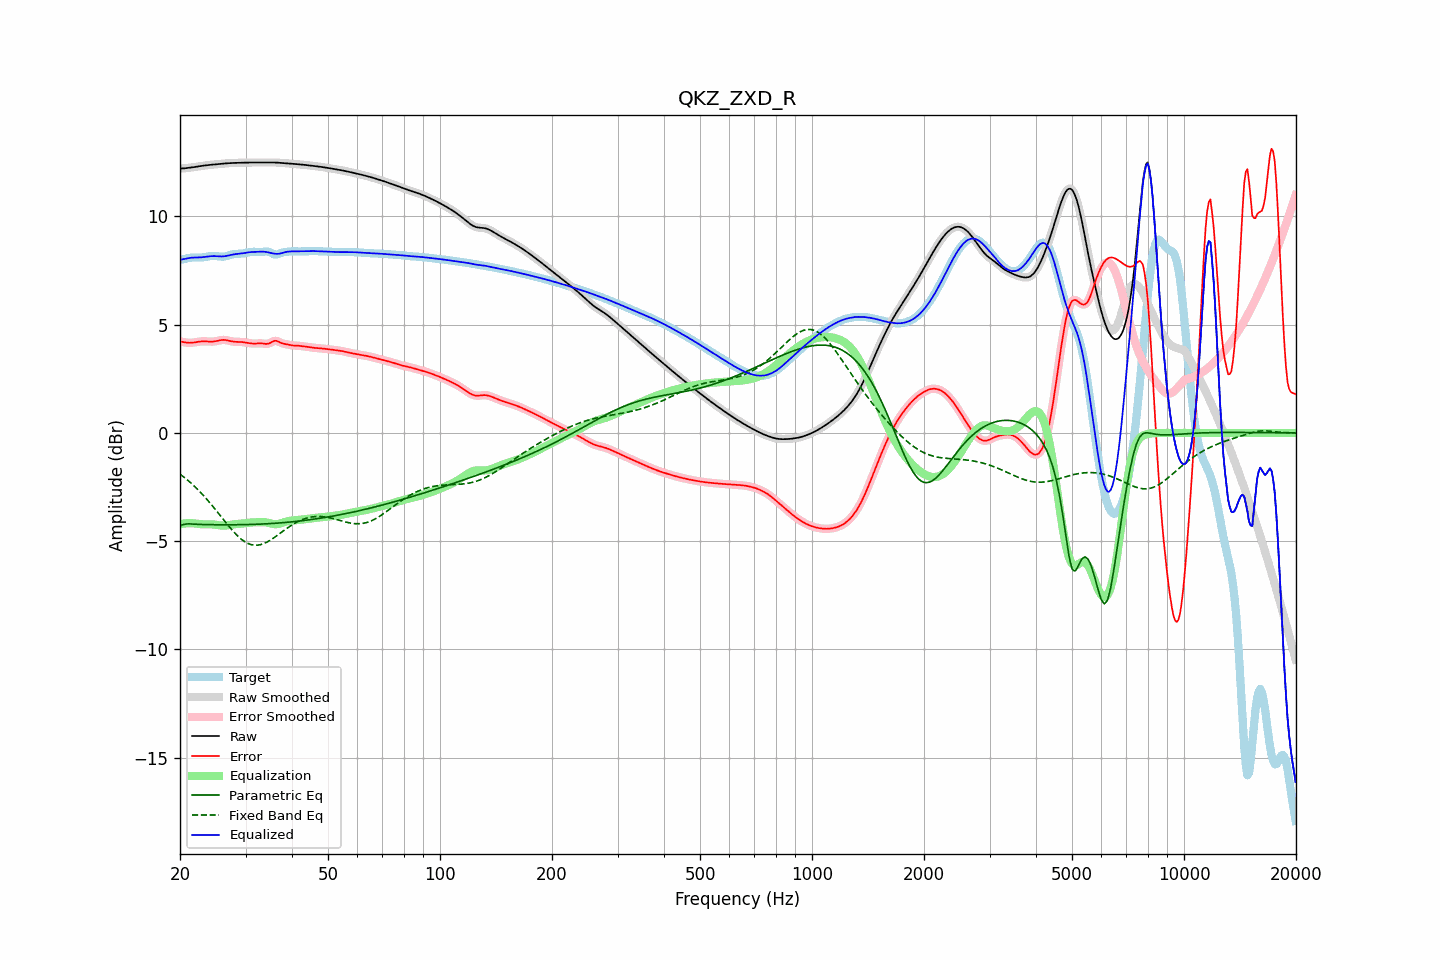 QKZ_ZXD_R
Amplitude (dBr)
10
5
0
−5
−10
−15
Target
Raw Smoothed
Error Smoothed
Raw
Error
Equalization
Parametric Eq
Fixed Band Eq
Equalized
20 50 100 200 500 1000 2000 5000 10000 20000
Frequency (Hz)